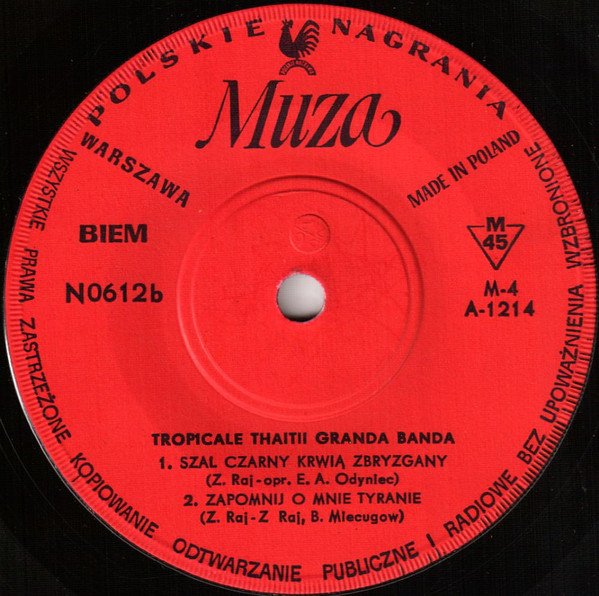 POLSKIE NAGRANIA
Muza
WARSZAWA
MADE IN POLAND
BIEM
M
45
N0612b
M-4
A-1214
TROPICALE THAITII GRANDA BANDA
1. SZAL CZARNY KRWIĄ ZBRYZGANY
(Z. Raj-opr. E. A. Odyniec)
2. ZAPOMNIJ O MNIE TYRANIE
(Z. Raj-Z Raj, B. Miecugow)
WSZYSTKIE PRAWA ZASTRZEŻONE KOPIOWANIE ODTWARZANIE PUBLICZNE I RADIOWE BEZ UPOWAŻNIENIA WZBRONIONE